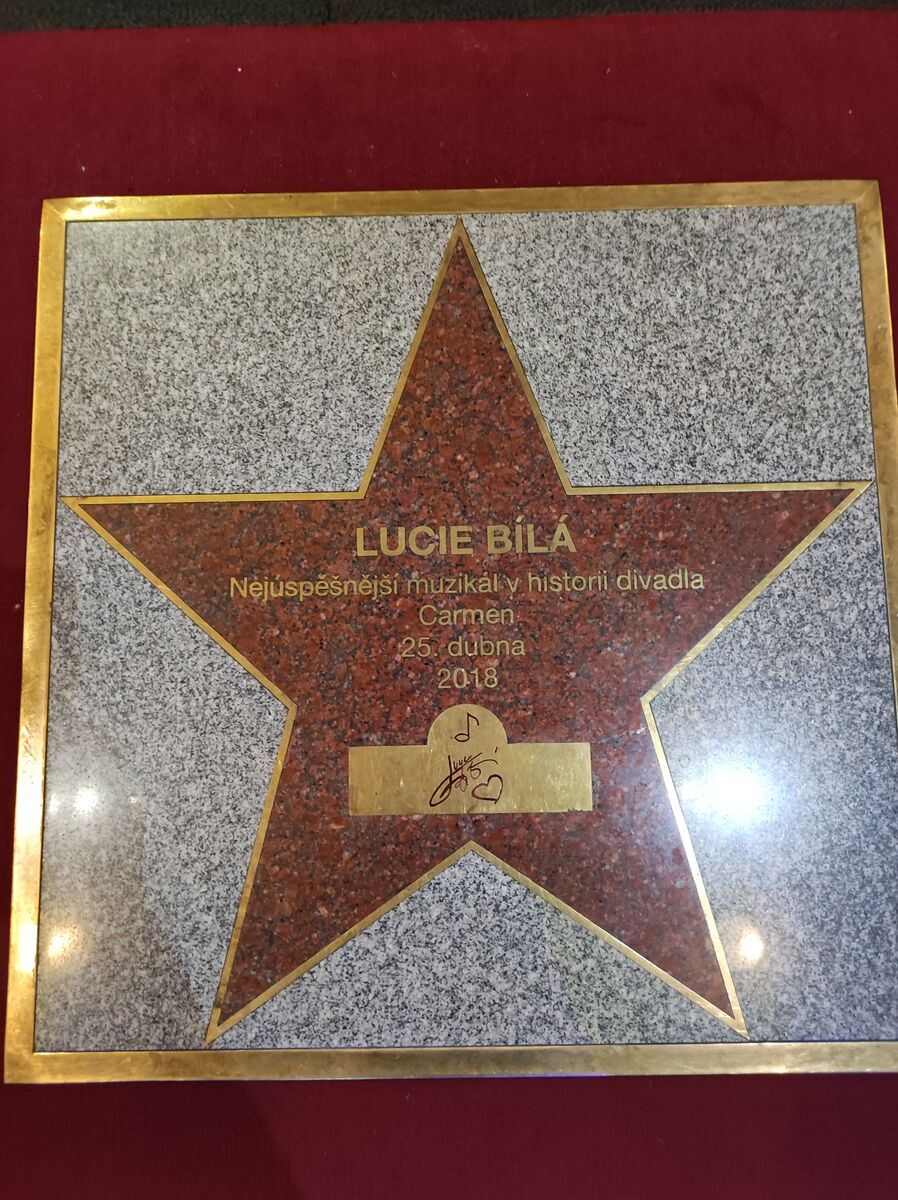 LUCIE BÍLÁ
Nejúspěšnější muzikál v historii divadla
Carmen
25. dubna
2018